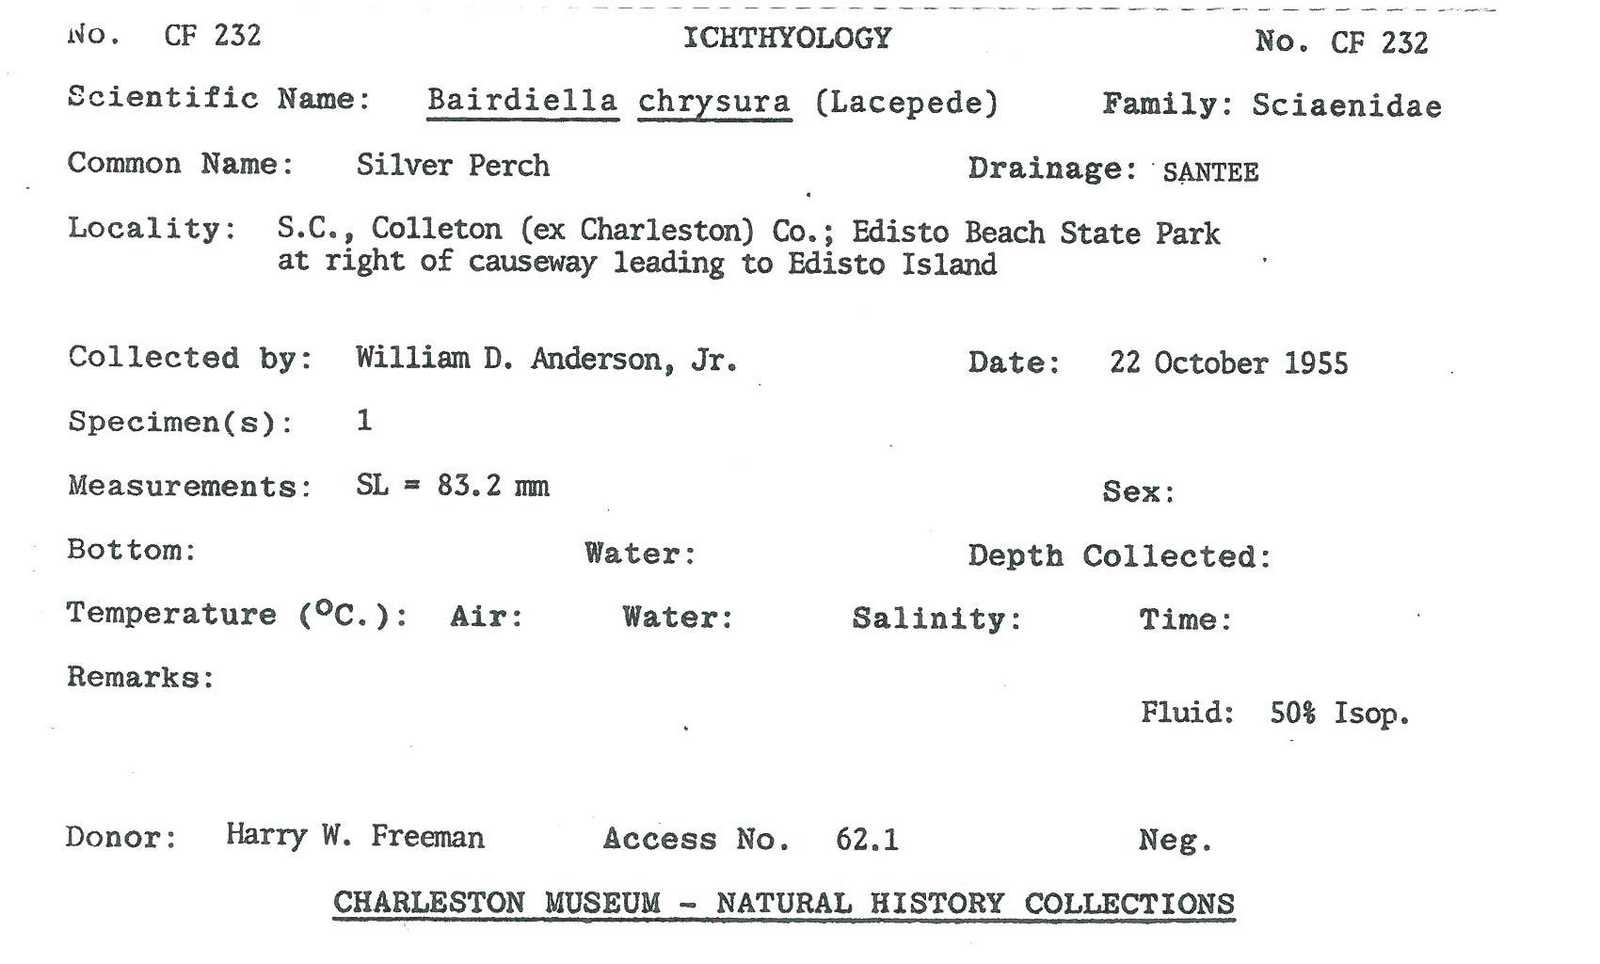 No. CF 232 ICHTHYOLOGY No. CF 232
Scientific Name: Bairdiella chrysura (Lacepede) Family: Sciaenidae
Common Name: Silver Perch Drainage: SANTEE
Locality: S.C., Colleton (ex Charleston) Co.; Edisto Beach State Park
at right of causeway leading to Edisto Island
Collected by: William D. Anderson, Jr. Date: 22 October 1955
Specimen(s): 1
Measurements: SL = 83.2 mm Sex:
Bottom: Water: Depth Collected:
Temperature (°C.): Air: Water: Salinity: Time:
Remarks:
Fluid: 50% Isop.
Donor: Harry W. Freeman Access No. 62.1 Neg.
CHARLESTON MUSEUM - NATURAL HISTORY COLLECTIONS